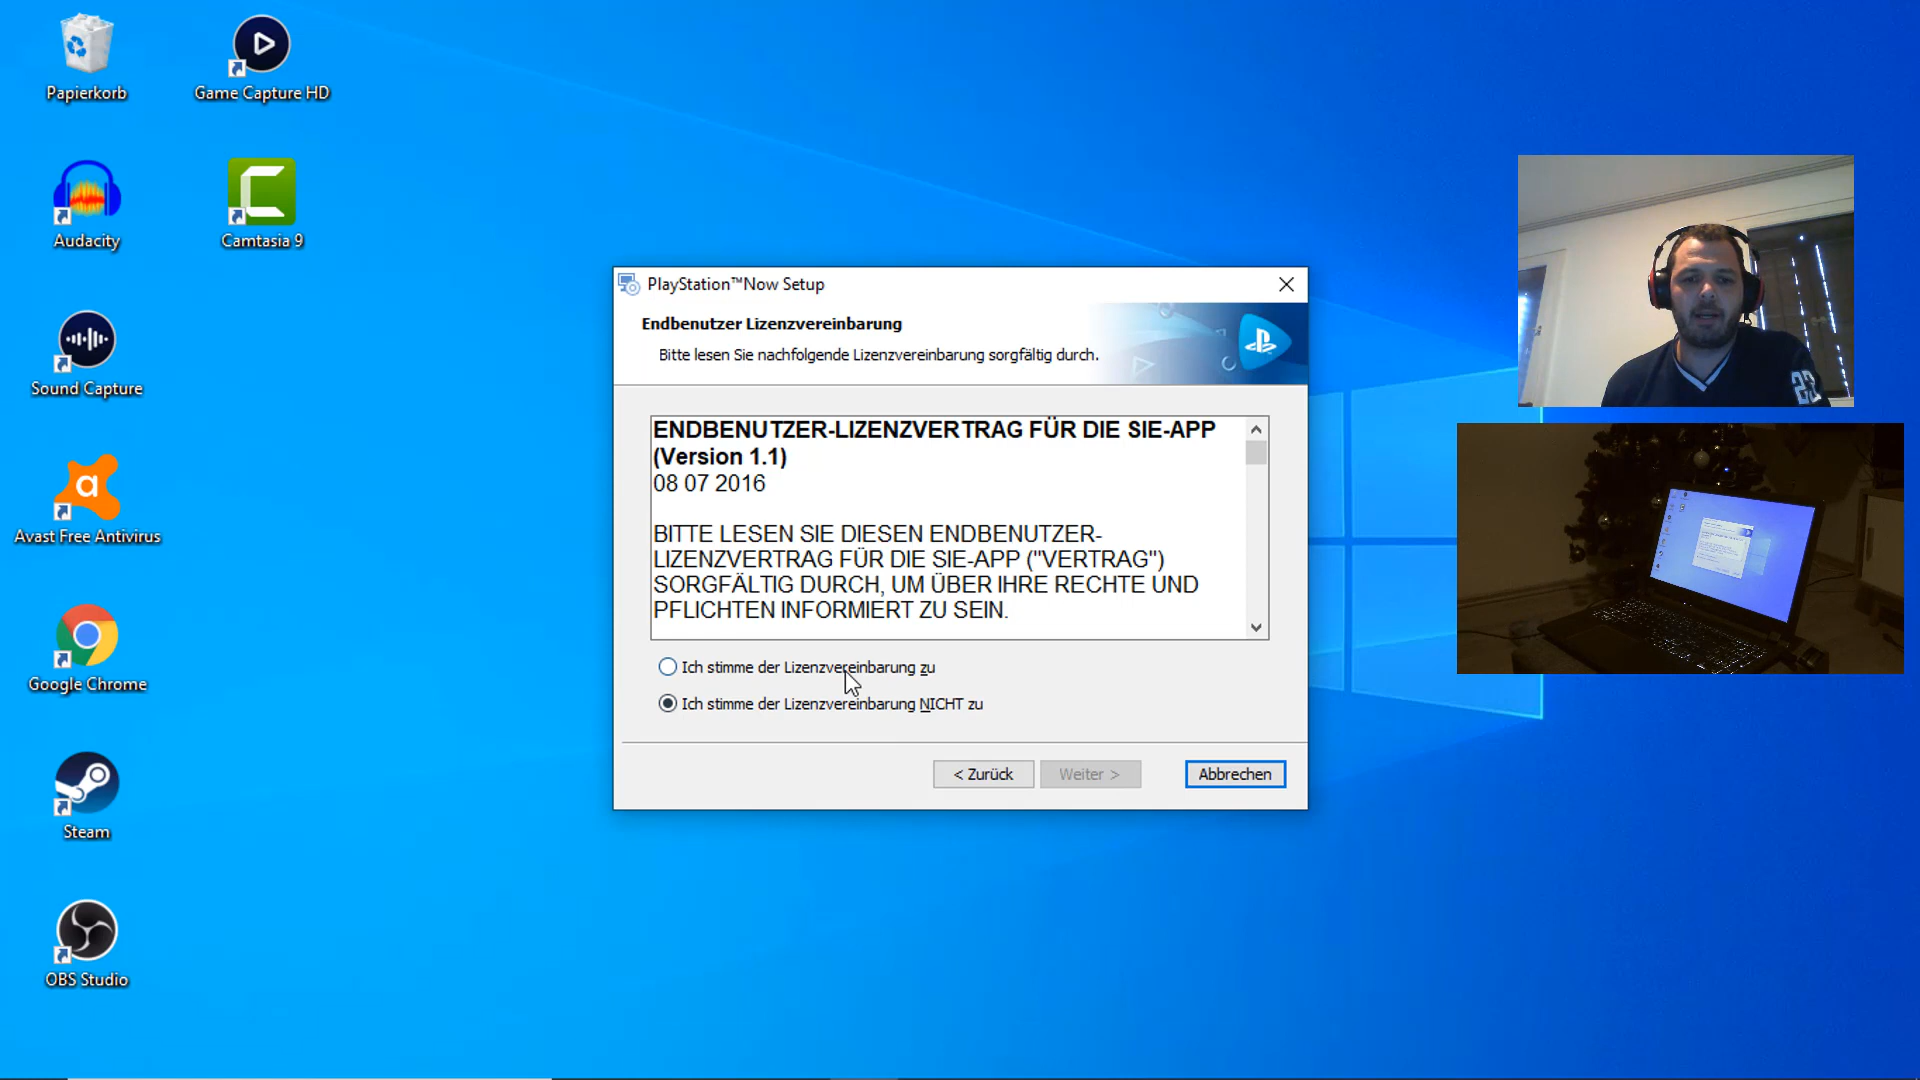 Papierkorb
Game Capture HD
Audacity
Camtasia 9
Sound Capture
Avast Free Antivirus
Google Chrome
Steam
OBS Studio
PlayStation™Now Setup
Endbenutzer Lizenzvereinbarung
Bitte lesen Sie nachfolgende Lizenzvereinbarung sorgfältig durch.
ENDBENUTZER-LIZENZVERTRAG FÜR DIE SIE-APP
(Version 1.1)
08 07 2016
BITTE LESEN SIE DIESEN ENDBENUTZER-
LIZENZVERTRAG FÜR DIE SIE-APP ("VERTRAG")
SORGFÄLTIG DURCH, UM ÜBER IHRE RECHTE UND
PFLICHTEN INFORMIERT ZU SEIN.
Ich stimme der Lizenzvereinbarung zu
Ich stimme der Lizenzvereinbarung NICHT zu
< Zurück
Weiter >
Abbrechen
23